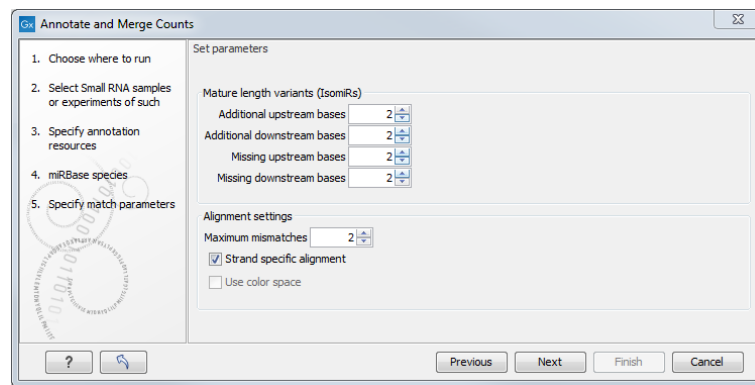 Gx Annotate and Merge Counts
1. Choose where to run
2. Select Small RNA samples
or experiments of such
3. Specify annotation
resources
4. miRBase species
5. Specify match parameters
Set parameters
Mature length variants (IsomiRs)
Additional upstream bases 2
Additional downstream bases 2
Missing upstream bases 2
Missing downstream bases 2
Alignment settings
Maximum mismatches 2
Strand specific alignment
Use color space
?
Previous
Next
Finish
Cancel